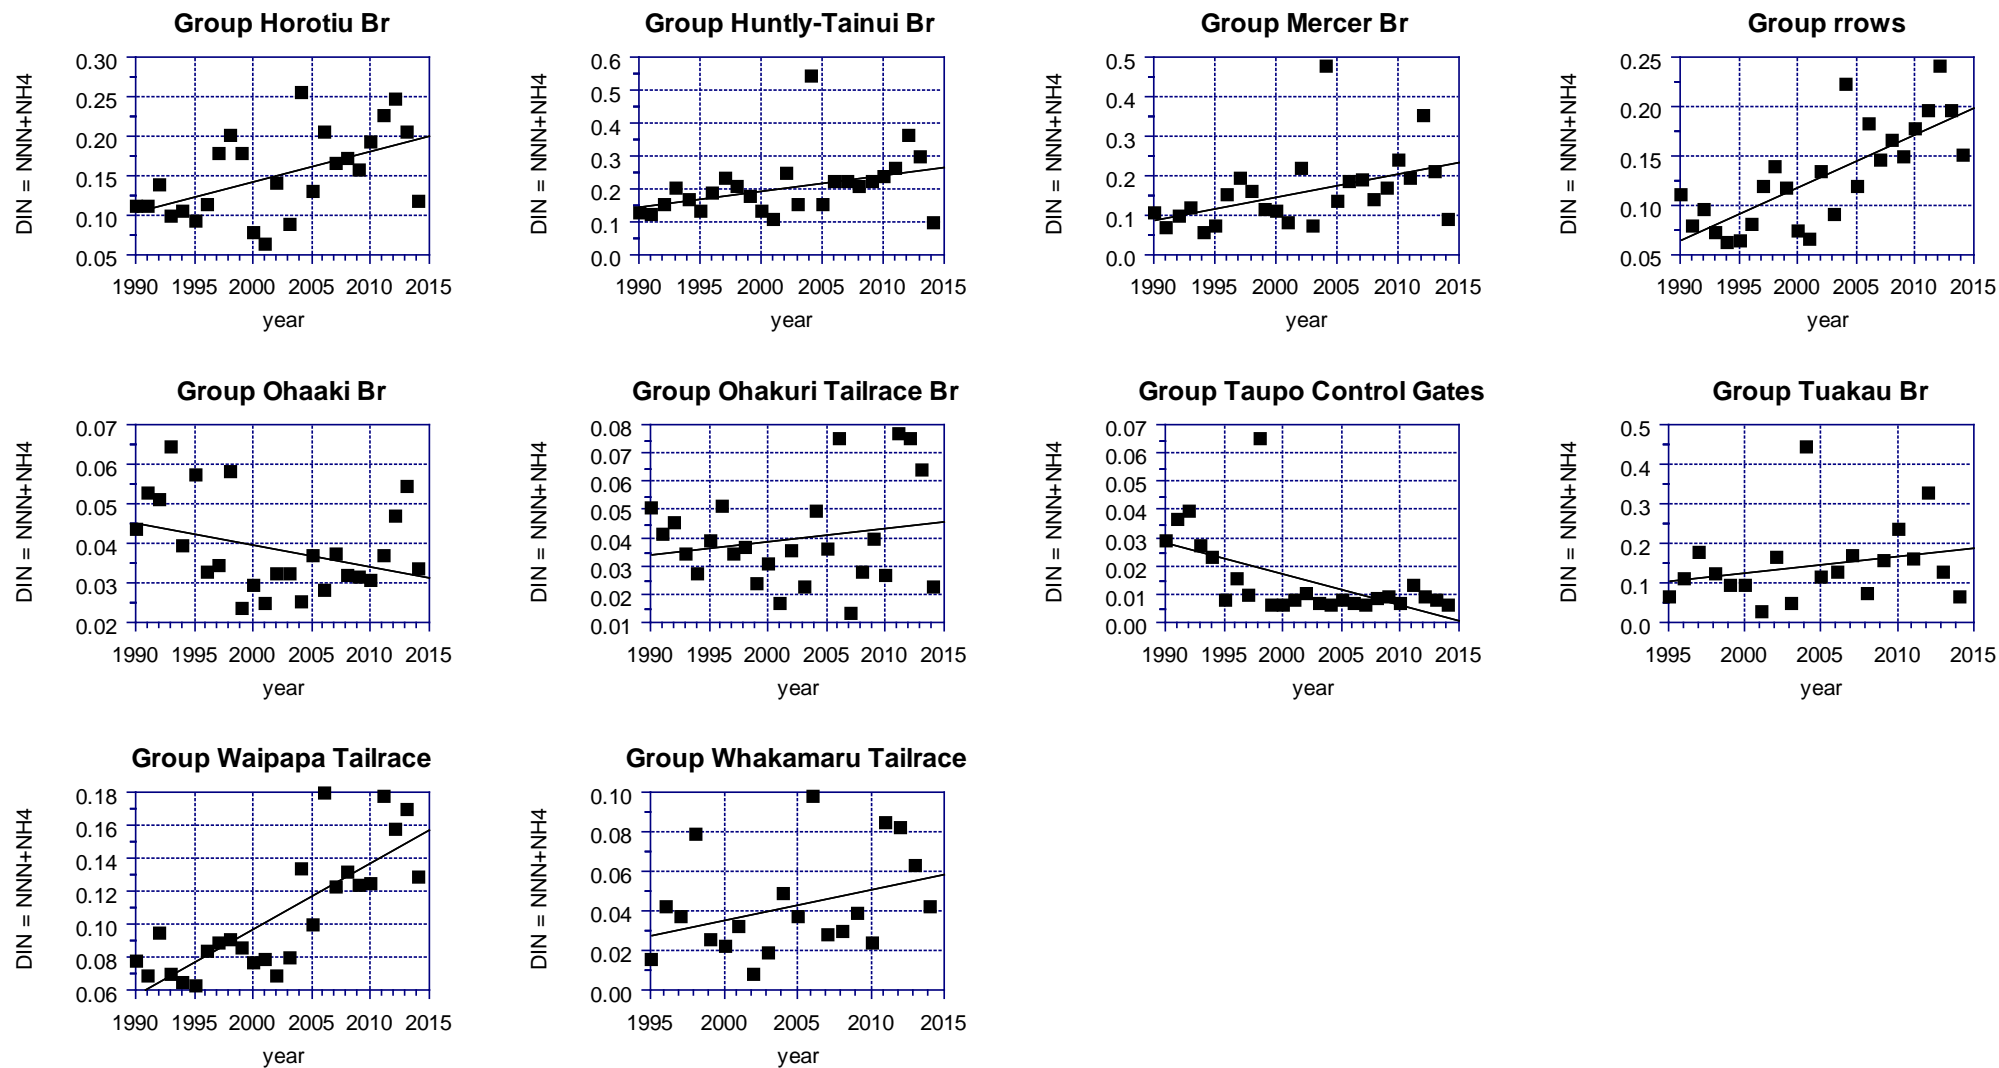 Group Horotiu Br
DIN = NNN+NH4
0.30
0.25
0.20
0.15
0.10
0.05
1990 1995 2000 2005 2010 2015
year
Group Huntly-Tainui Br
DIN = NNN+NH4
0.6
0.5
0.4
0.3
0.2
0.1
0.0
1990 1995 2000 2005 2010 2015
year
Group Mercer Br
DIN = NNN+NH4
0.5
0.4
0.3
0.2
0.1
0.0
1990 1995 2000 2005 2010 2015
year
Group rrows
DIN = NNN+NH4
0.25
0.20
0.15
0.10
0.05
1990 1995 2000 2005 2010 2015
year
Group Ohaaki Br
DIN = NNN+NH4
0.07
0.06
0.05
0.04
0.03
0.02
1990 1995 2000 2005 2010 2015
year
Group Ohakuri Tailrace Br
DIN = NNN+NH4
0.08
0.07
0.06
0.05
0.04
0.03
0.02
0.01
1990 1995 2000 2005 2010 2015
year
Group Taupo Control Gates
DIN = NNN+NH4
0.07
0.06
0.05
0.04
0.03
0.02
0.01
0.00
1990 1995 2000 2005 2010 2015
year
Group Tuakau Br
DIN = NNN+NH4
0.5
0.4
0.3
0.2
0.1
0.0
1995 2000 2005 2010 2015
year
Group Waipapa Tailrace
DIN = NNN+NH4
0.18
0.16
0.14
0.12
0.10
0.08
0.06
1990 1995 2000 2005 2010 2015
year
Group Whakamaru Tailrace
DIN = NNN+NH4
0.10
0.08
0.06
0.04
0.02
0.00
1995 2000 2005 2010 2015
year